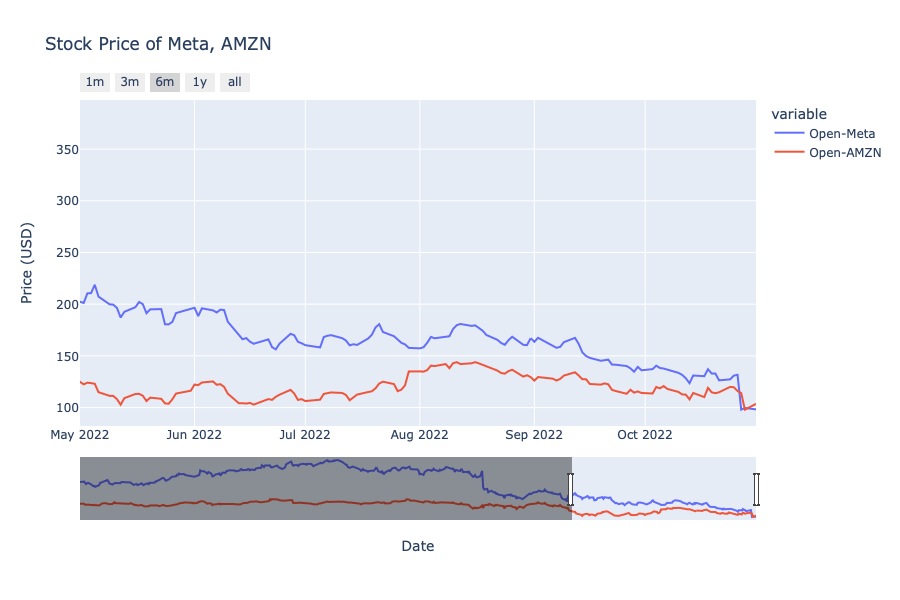 Stock Price of Meta, AMZN
1m 3m 6m 1y all
variable
Open-Meta
Open-AMZN
Price (USD)
350
300
250
200
150
100
May 2022 Jun 2022 Jul 2022 Aug 2022 Sep 2022 Oct 2022
Date